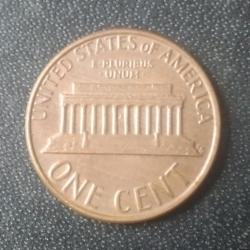 UNITED STATES OF AMERICA
E·PLURIBUS
UNUM
ONE CENT